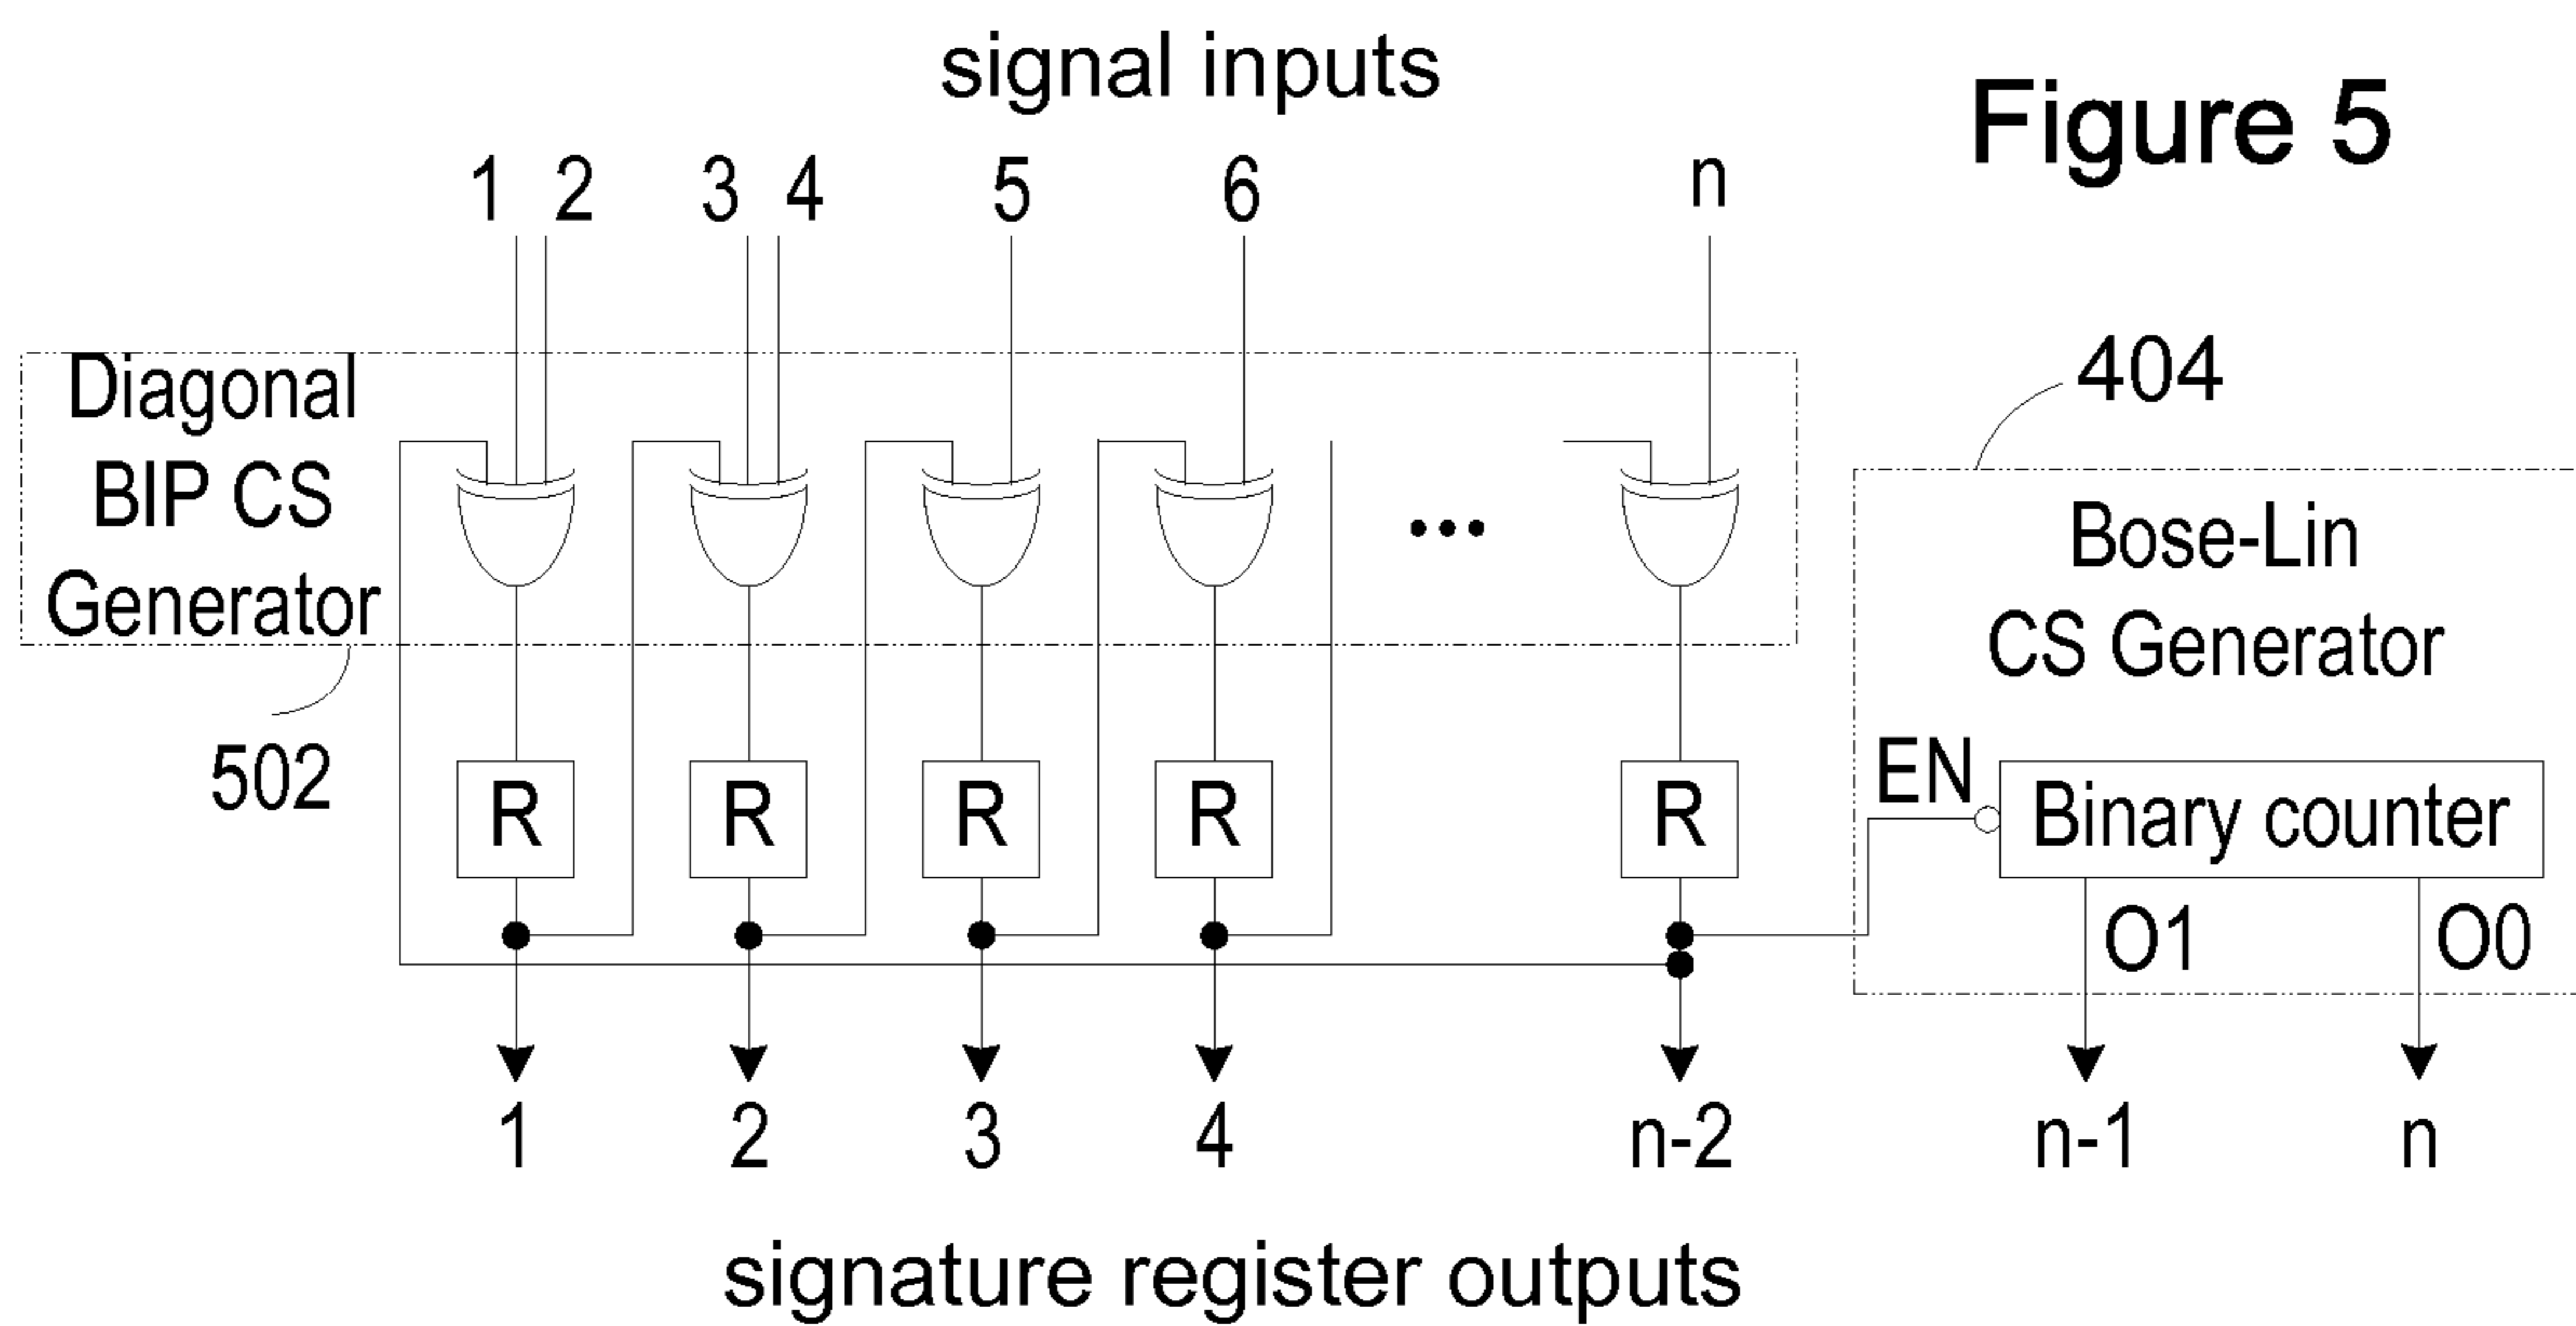 signal inputs
Figure 5
1 2 3 4 5 6 n
Diagonal
BIP CS
Generator
404
Bose-Lin
CS Generator
502
R R R R R
EN
Binary counter
O1 O0
1 2 3 4 n-2 n-1 n
signature register outputs